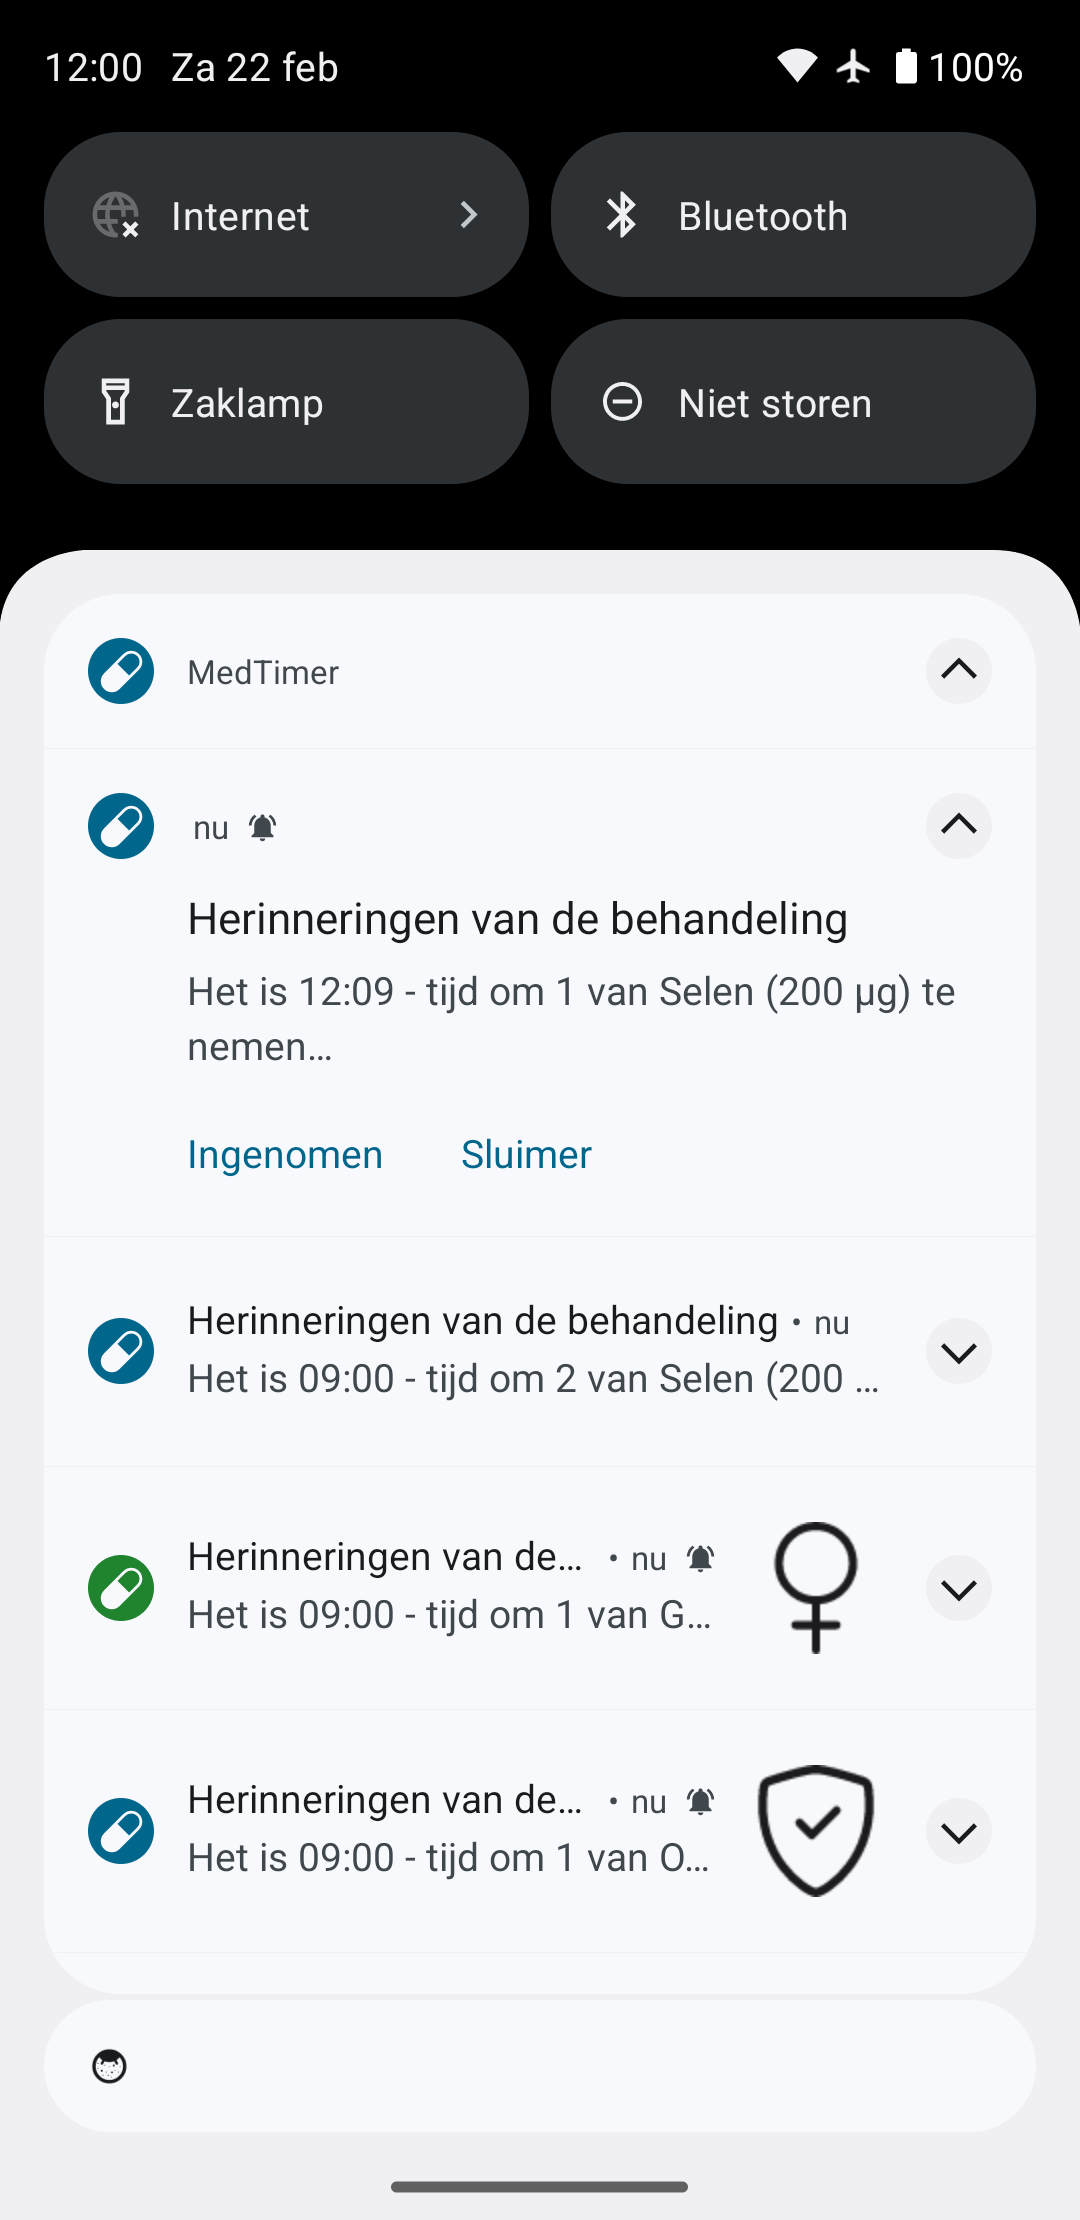 12:00 Za 22 feb 100%
Internet
Bluetooth
Zaklamp
Niet storen
MedTimer
nu
Herinneringen van de behandeling
Het is 12:09 - tijd om 1 van Selen (200 µg) te
nemen…
Ingenomen Sluimer
Herinneringen van de behandeling • nu
Het is 09:00 - tijd om 2 van Selen (200 …
Herinneringen van de… • nu
Het is 09:00 - tijd om 1 van G…
Herinneringen van de… • nu
Het is 09:00 - tijd om 1 van O…